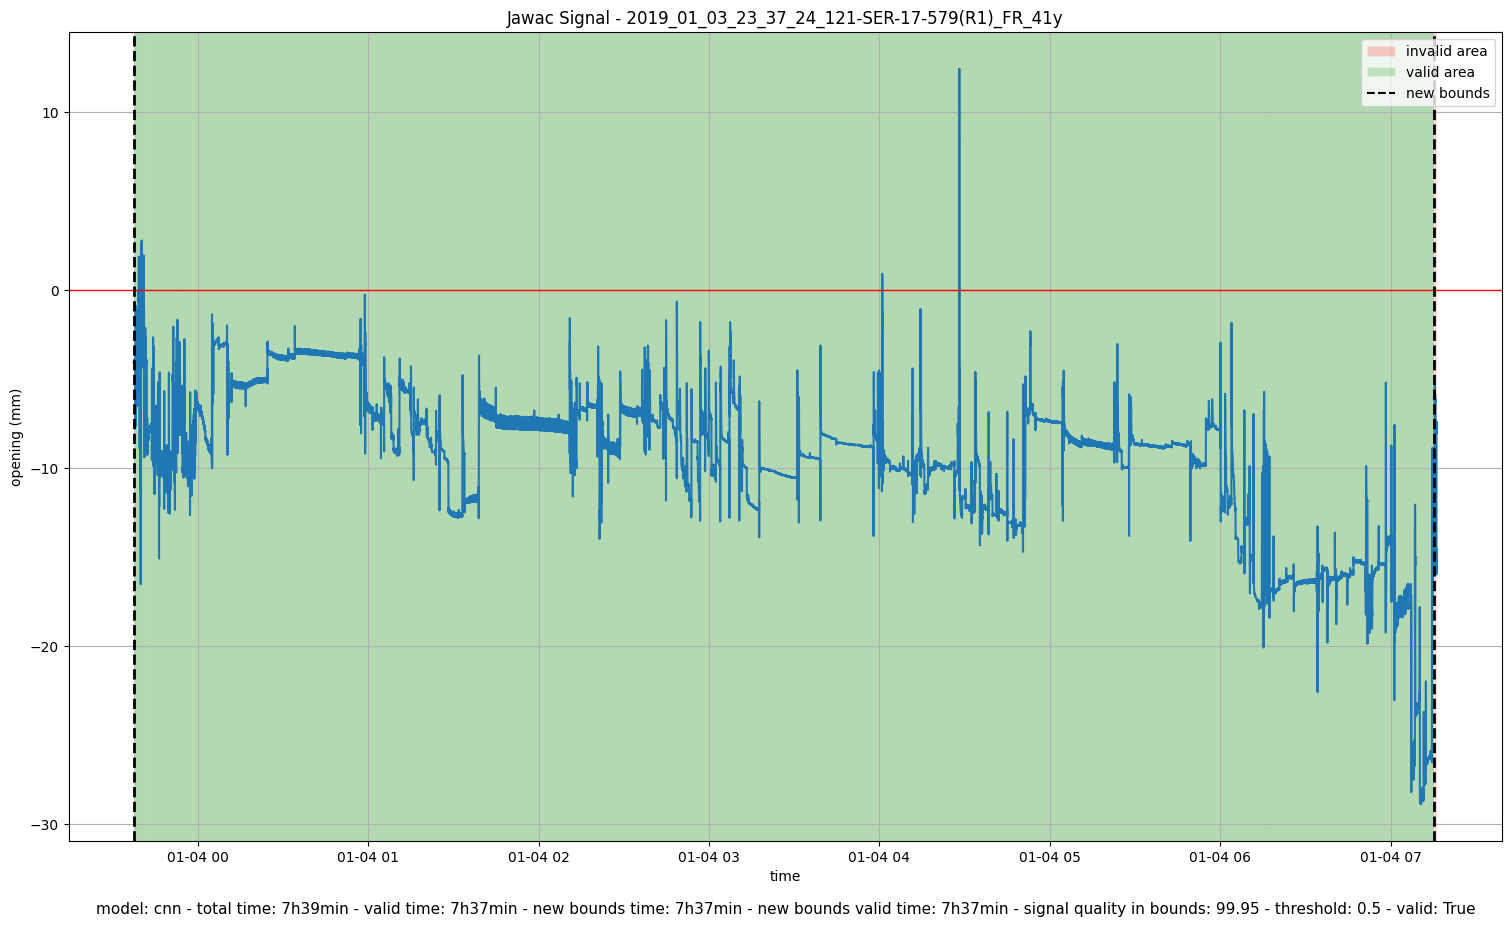 Jawac Signal - 2019_01_03_23_37_24_121-SER-17-579(R1)_FR_41y
invalid area
valid area
new bounds
10
0
−10
−20
−30
opening (mm)
01-04 00
01-04 01
01-04 02
01-04 03
01-04 04
01-04 05
01-04 06
01-04 07
time
model: cnn - total time: 7h39min - valid time: 7h37min - new bounds time: 7h37min - new bounds valid time: 7h37min - signal quality in bounds: 99.95 - threshold: 0.5 - valid: True